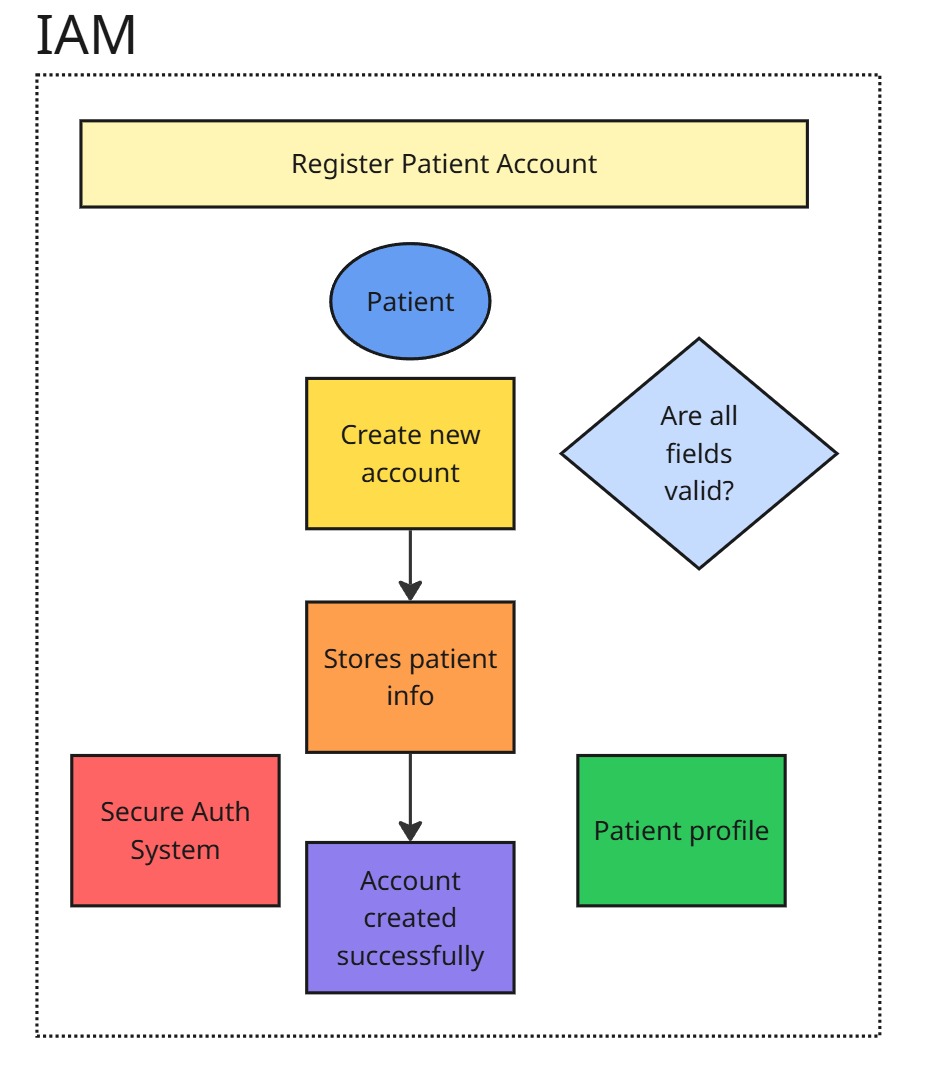 IAM
Register Patient Account
Patient
Create new
account
Are all
fields
valid?
Stores patient
info
Secure Auth
System
Patient profile
Account
created
successfully